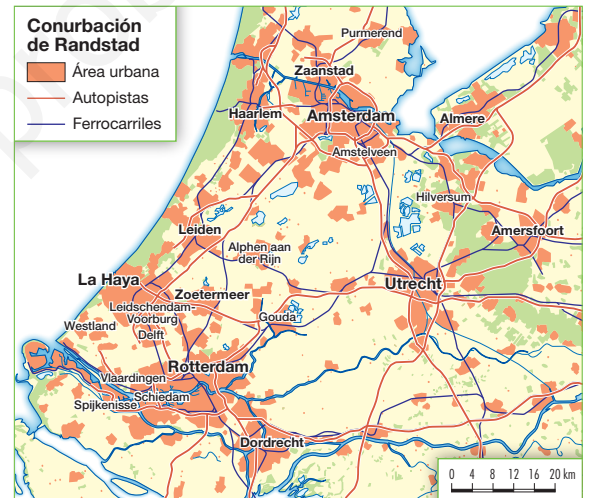 Conurbación
de Randstad
Área urbana
Autopistas
Ferrocarriles
Purmerend
Zaanstad
Haarlem
Amsterdam
Almere
Amstelveen
Hilversum
Leiden
Amersfoort
Alphen aan
der Rijn
La Haya
Utrecht
Zoetermeer
Leidschendam-
Voorburg
Gouda
Westland
Delft
Rotterdam
Vlaardingen
Schiedam
Spijkenisse
Dordrecht
0 4 8 12 16 20 km